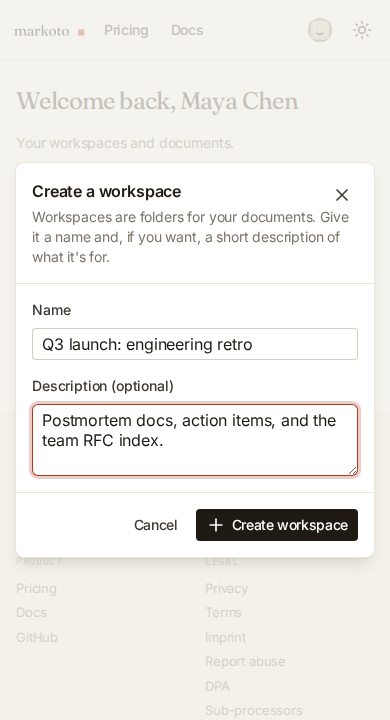 markoto
Pricing
Docs
Welcome back, Maya Chen
Your workspaces and documents.
Create a workspace
Workspaces are folders for your documents. Give
it a name and, if you want, a short description of
what it's for.
Name
Q3 launch: engineering retro
Description (optional)
Postmortem docs, action items, and the
team RFC index.
Cancel
Create workspace
PRODUCT
LEGAL
Pricing
Privacy
Docs
Terms
GitHub
Imprint
Report abuse
DPA
Sub-processors